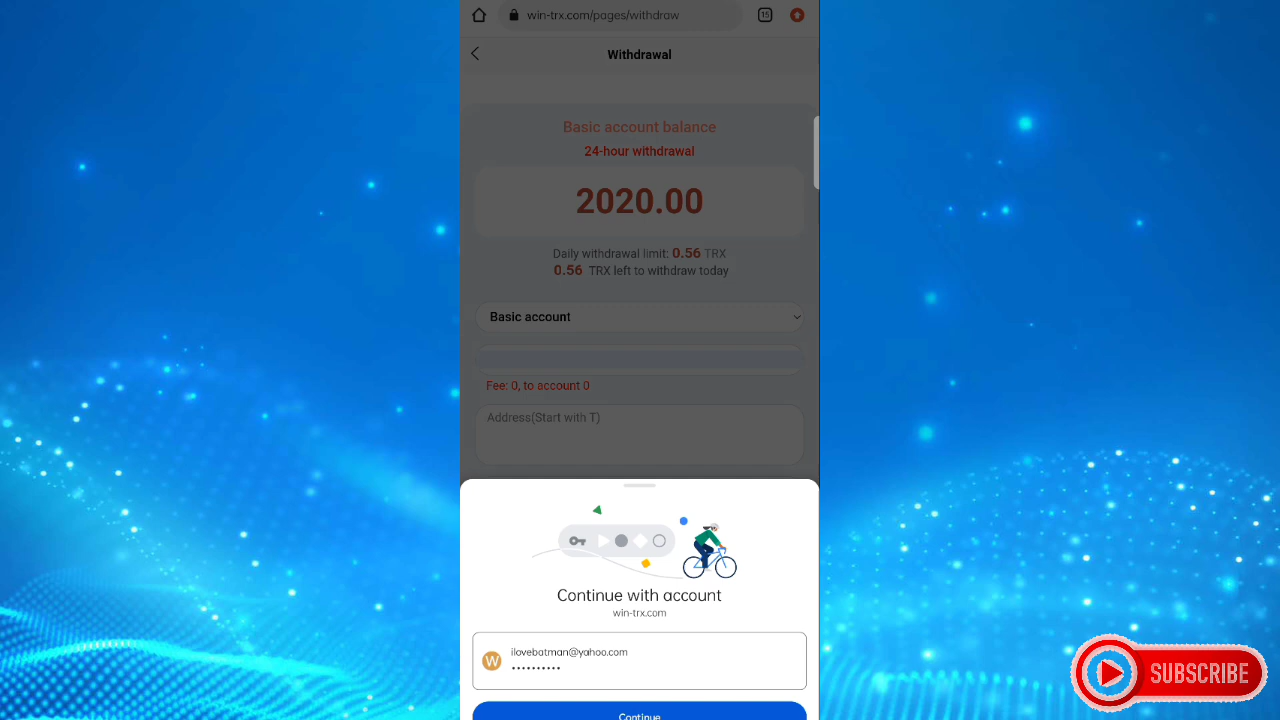 win-trx.com/pages/withdraw
15
Withdrawal
Basic account balance
24-hour withdrawal
2020.00
Daily withdrawal limit: 0.56 TRX
0.56 TRX left to withdraw today
Basic account
Fee: 0, to account 0
Address(Start with T)
Continue with account
win-trx.com
W
ilovebatman@yahoo.com
••••••••••
Continue
SUBSCRIBE